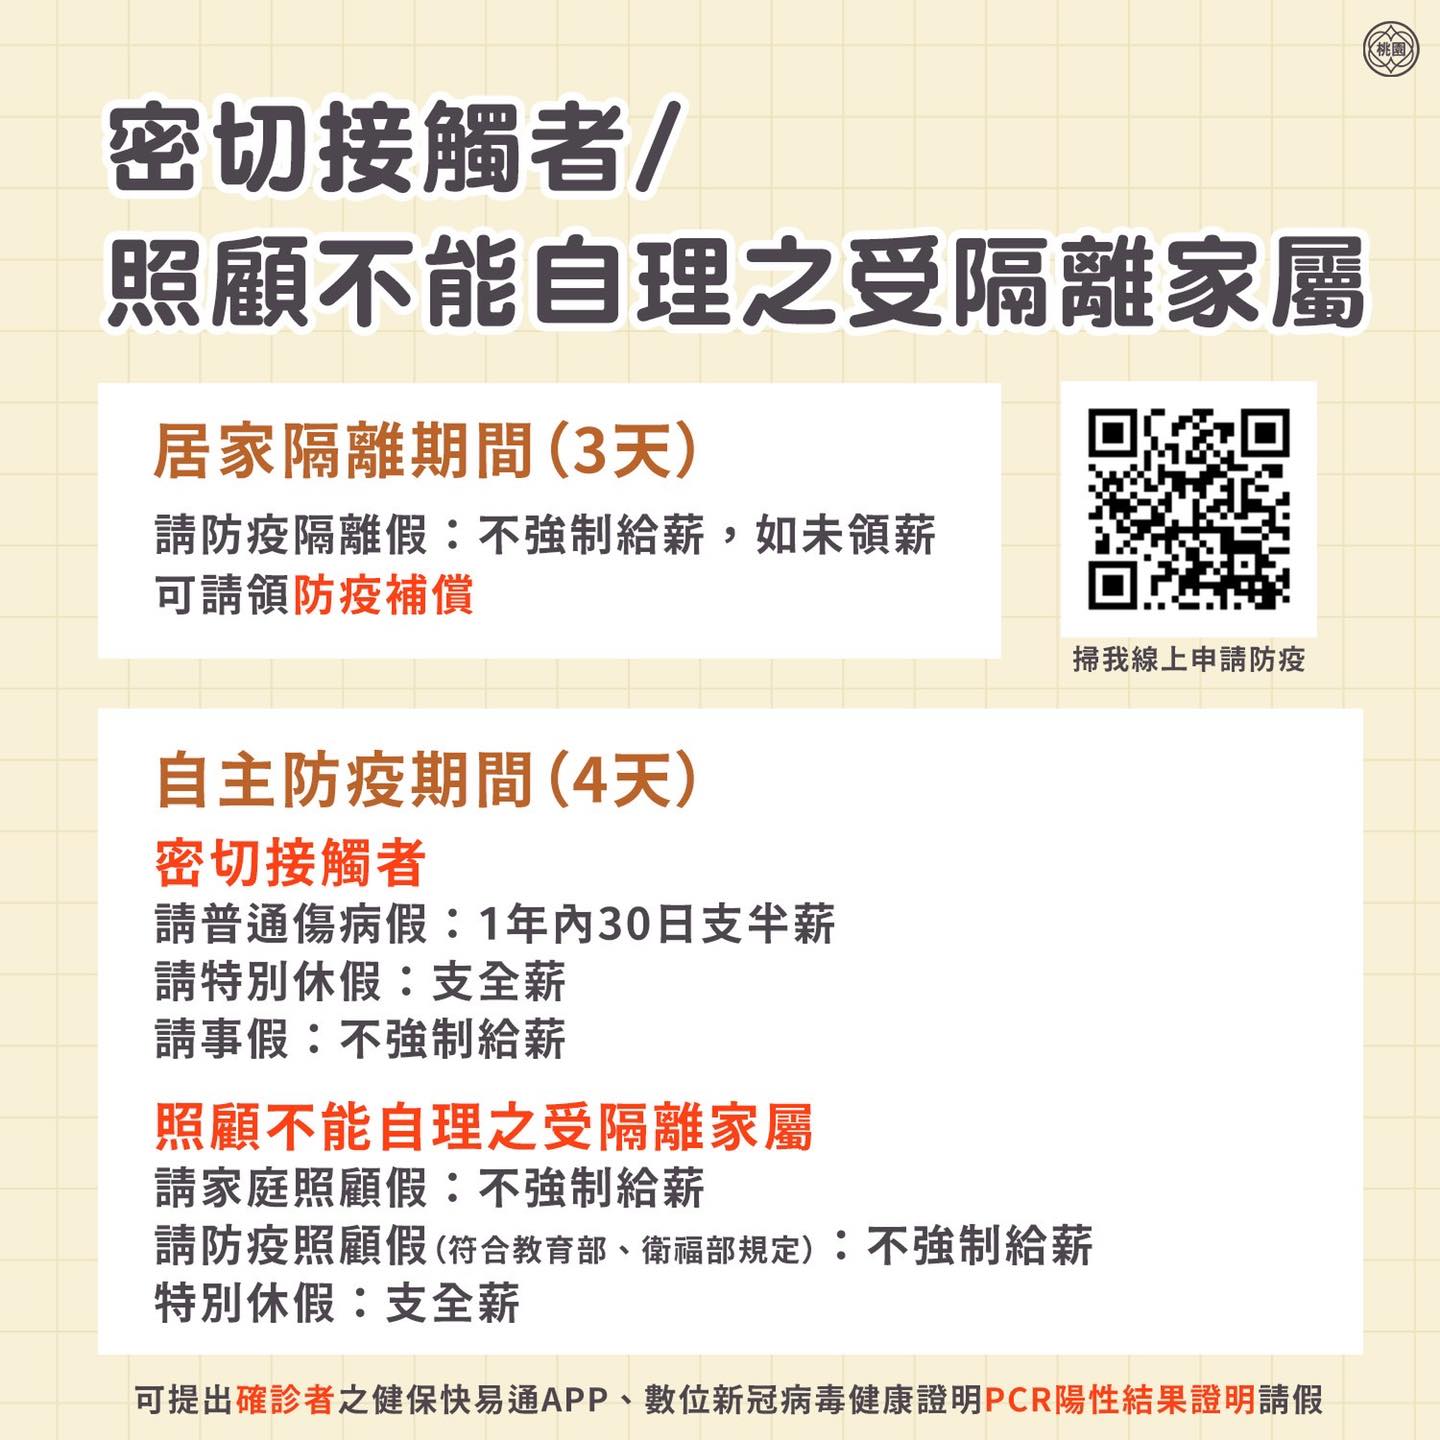 桃園
密切接觸者/
照顧不能自理之受隔離家屬
居家隔離期間(3天)
請防疫隔離假：不強制給薪，如未領薪
可請領防疫補償
掃我線上申請防疫
自主防疫期間(4天)
密切接觸者
請普通傷病假：1年內30日支半薪
請特別休假：支全薪
請事假：不強制給薪
照顧不能自理之受隔離家屬
請家庭照顧假：不強制給薪
請防疫照顧假(符合教育部、衛福部規定)：不強制給薪
特別休假：支全薪
可提出確診者之健保快易通APP、數位新冠病毒健康證明PCR陽性結果證明請假